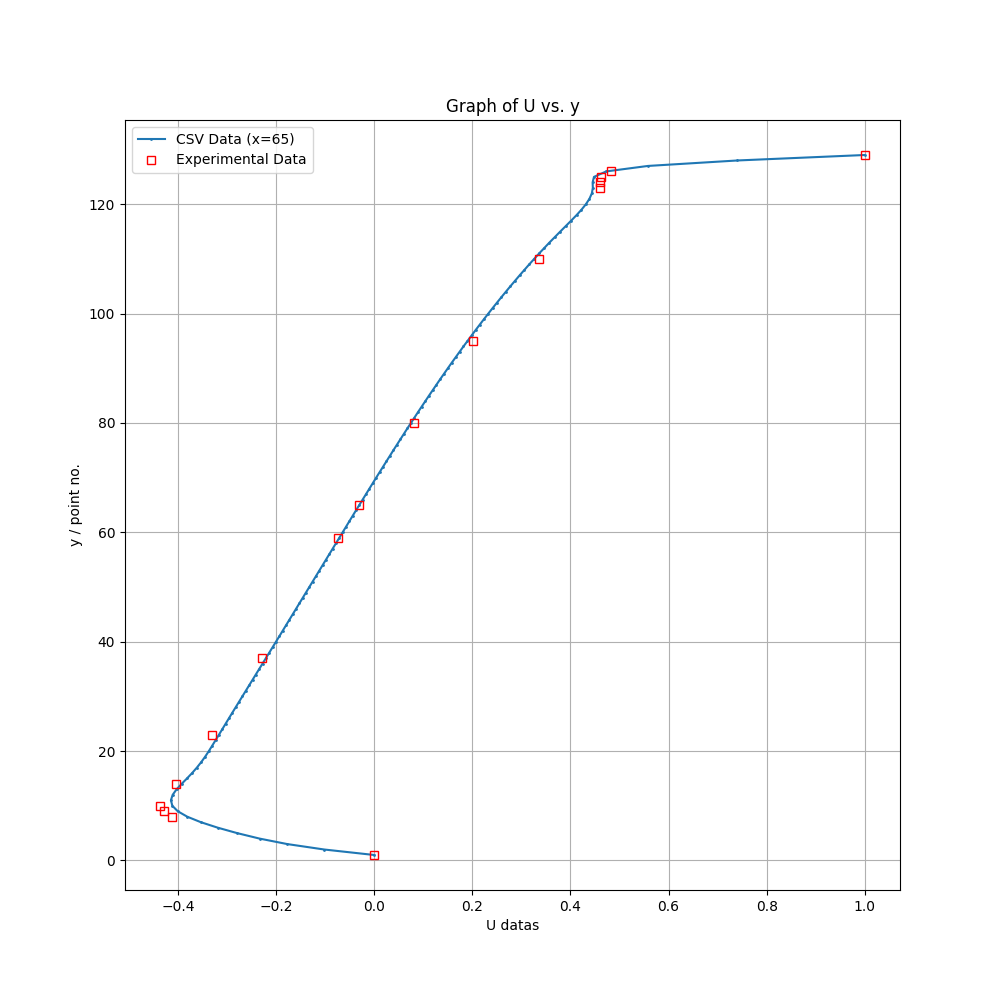 Graph of U vs. y
CSV Data (x=65)
Experimental Data
y / point no.
120
100
80
60
40
20
0
−0.4 −0.2 0.0 0.2 0.4 0.6 0.8 1.0
U datas